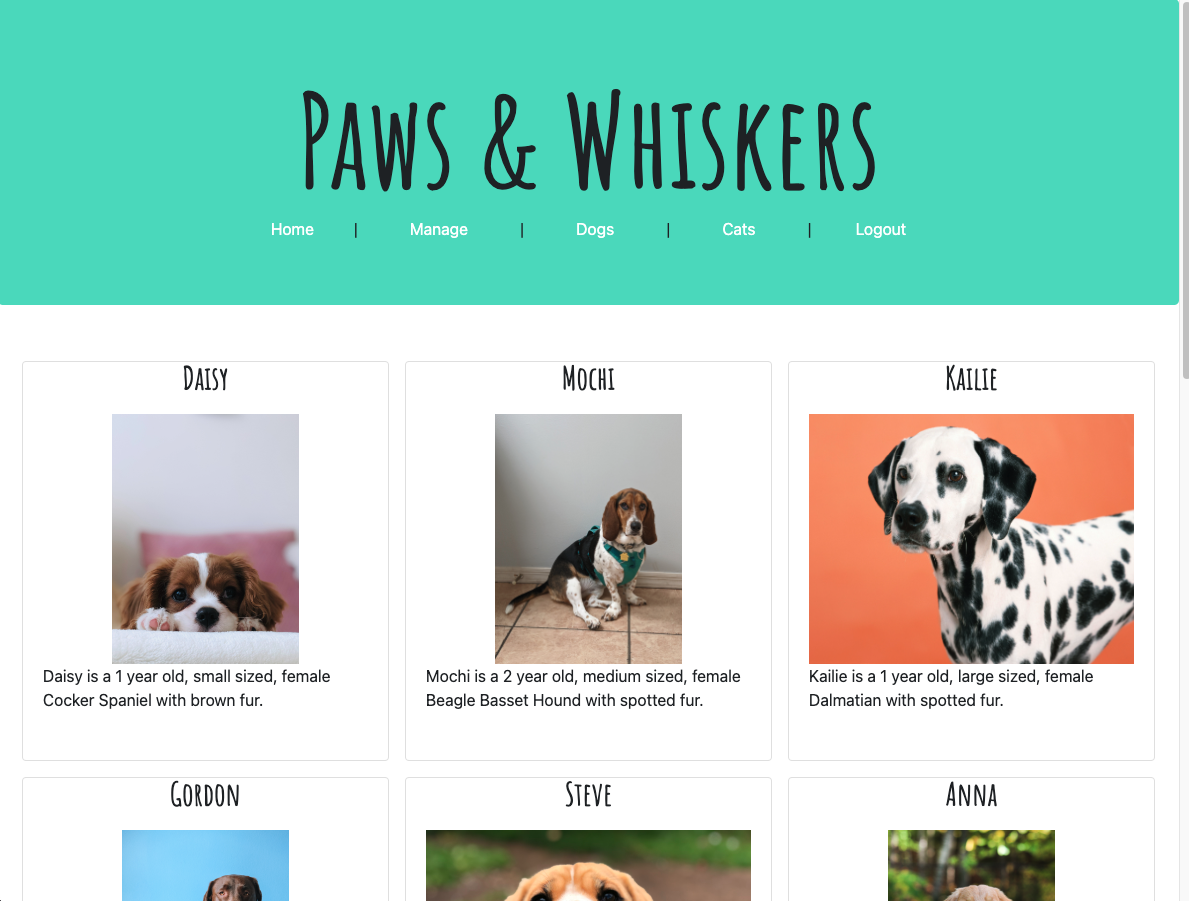 Paws & Whiskers
Home | Manage | Dogs | Cats | Logout
Daisy
Daisy is a 1 year old, small sized, female
Cocker Spaniel with brown fur.
Mochi
Mochi is a 2 year old, medium sized, female
Beagle Basset Hound with spotted fur.
Kailie
Kailie is a 1 year old, large sized, female
Dalmatian with spotted fur.
Gordon
Steve
Anna